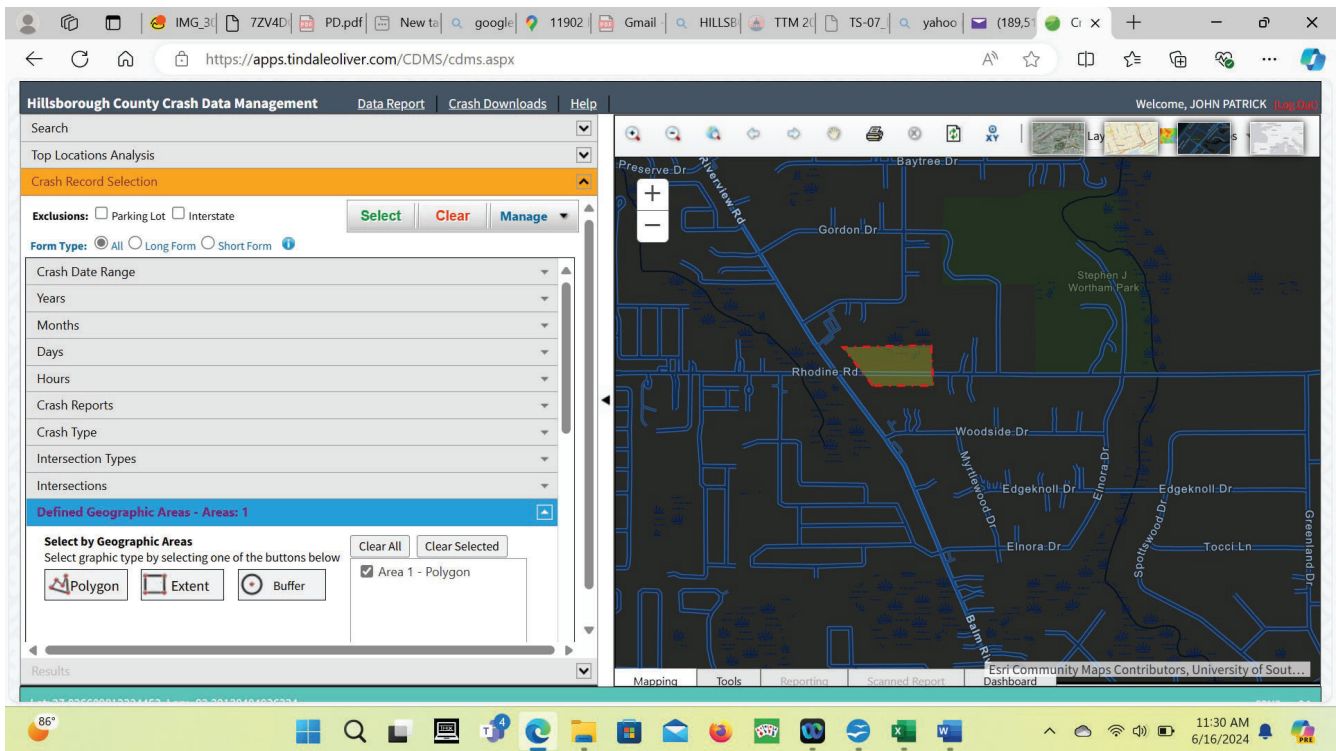 IMG_3(
7ZV4D
PD.pdf
New ta
google
11902
Gmail -
HILLSB
TTM 2(
TS-07_
yahoo
(189,51
Cr
https://apps.tindaleoliver.com/CDMS/cdms.aspx
Hillsborough County Crash Data Management
Data Report
Crash Downloads
Help
Welcome, JOHN PATRICK (Log Out)
Search
Top Locations Analysis
Crash Record Selection
Exclusions: Parking Lot Interstate
Select
Clear
Manage
Form Type: All Long Form Short Form
Crash Date Range
Years
Months
Days
Hours
Crash Reports
Crash Type
Intersection Types
Intersections
Defined Geographic Areas - Areas: 1
Select by Geographic Areas
Select graphic type by selecting one of the buttons below
Polygon
Extent
Buffer
Clear All
Clear Selected
Area 1 - Polygon
Results
XY
Lay
s
+
−
Preserve Dr
Riverview Rd
Baytree Dr
Gordon Dr
Stephen J
Wortham Park
Rhodine Rd
Woodside Dr
Myrtlewood Dr
Edgeknoll Dr
Elnora Dr
Edgeknoll Dr
Elnora Dr
Spottswood Dr
Tocci Ln
Greenland Dr
Balm Ri
Esri Community Maps Contributors, University of Sout...
Mapping
Tools
Reporting
Scanned Report
Dashboard
86°
4
11:30 AM
6/16/2024
PRE